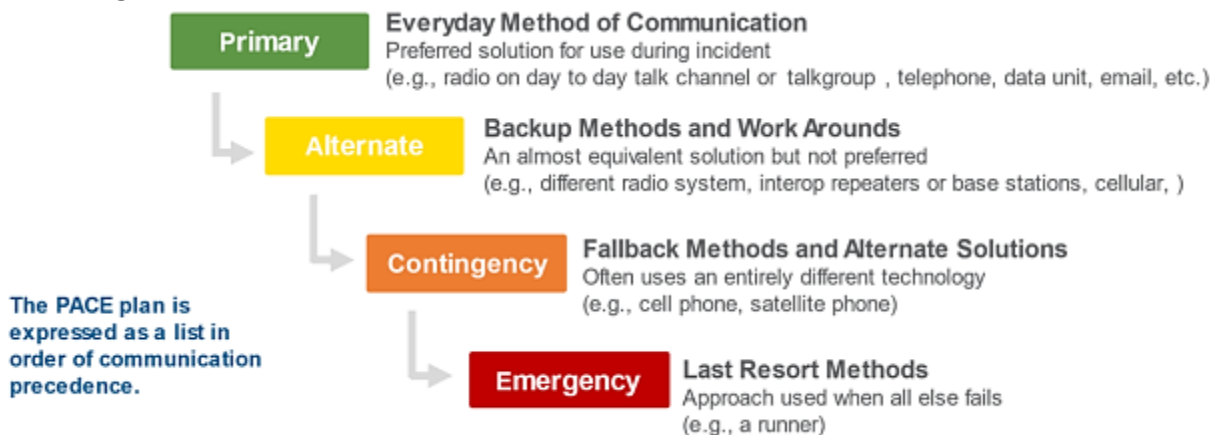 Primary
Everyday Method of Communication
Preferred solution for use during incident
(e.g., radio on day to day talk channel or talkgroup , telephone, data unit, email, etc.)
Alternate
Backup Methods and Work Arounds
An almost equivalent solution but not preferred
(e.g., different radio system, interop repeaters or base stations, cellular, )
Contingency
Fallback Methods and Alternate Solutions
Often uses an entirely different technology
(e.g., cell phone, satellite phone)
The PACE plan is
expressed as a list in
order of communication
precedence.
Emergency
Last Resort Methods
Approach used when all else fails
(e.g., a runner)